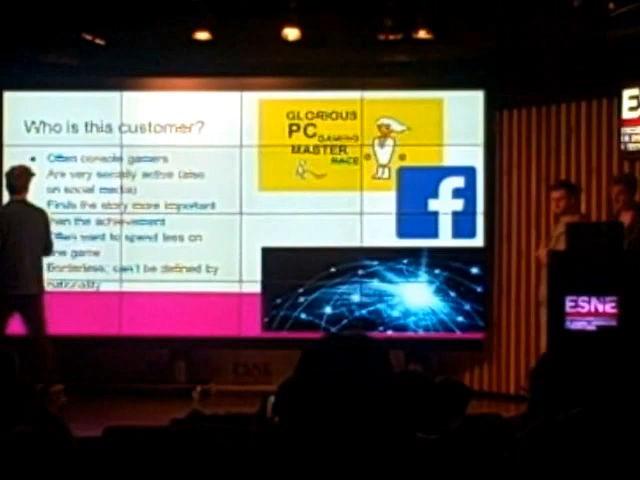 Who is this customer?
GLORIOUS
PC GAMING
MASTER
RACE
• Often console gamers
Are very socially active (also
on social media)
Finds the story more important
then the achievement
Often want to spend less on
the game
Borderless, can't be defined by
nationality
f
ESNE
E